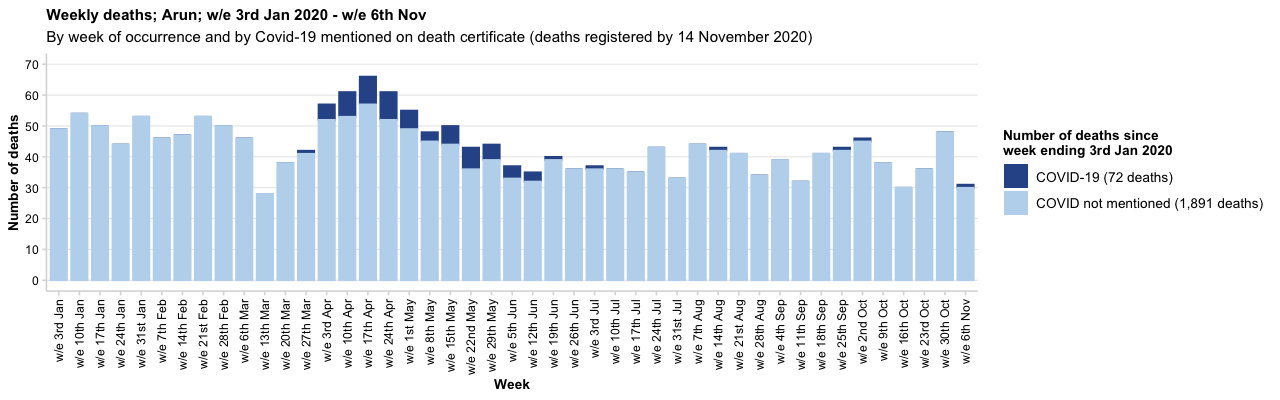 Weekly deaths; Arun; w/e 3rd Jan 2020 - w/e 6th Nov
By week of occurrence and by Covid-19 mentioned on death certificate (deaths registered by 14 November 2020)
Number of deaths
70
60
50
40
30
20
10
0
w/e 3rd Jan
w/e 10th Jan
w/e 17th Jan
w/e 24th Jan
w/e 31st Jan
w/e 7th Feb
w/e 14th Feb
w/e 21st Feb
w/e 28th Feb
w/e 6th Mar
w/e 13th Mar
w/e 20th Mar
w/e 27th Mar
w/e 3rd Apr
w/e 10th Apr
w/e 17th Apr
w/e 24th Apr
w/e 1st May
w/e 8th May
w/e 15th May
w/e 22nd May
w/e 29th May
w/e 5th Jun
w/e 12th Jun
w/e 19th Jun
w/e 26th Jun
w/e 3rd Jul
w/e 10th Jul
w/e 17th Jul
w/e 24th Jul
w/e 31st Jul
w/e 7th Aug
w/e 14th Aug
w/e 21st Aug
w/e 28th Aug
w/e 4th Sep
w/e 11th Sep
w/e 18th Sep
w/e 25th Sep
w/e 2nd Oct
w/e 9th Oct
w/e 16th Oct
w/e 23rd Oct
w/e 30th Oct
w/e 6th Nov
Week
Number of deaths since
week ending 3rd Jan 2020
COVID-19 (72 deaths)
COVID not mentioned (1,891 deaths)